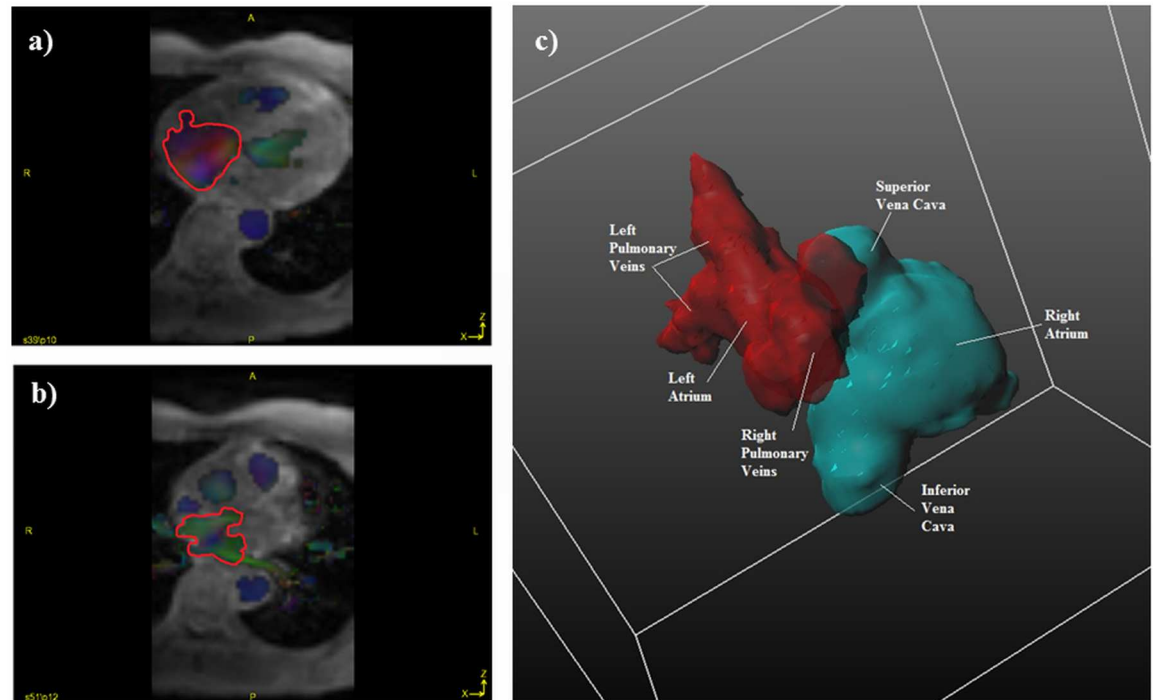 a)
A
R
L
P
s39\p10
Z
X
b)
A
R
L
P
s51\p12
Z
X
c)
Superior
Vena Cava
Left
Pulmonary
Veins
Right
Atrium
Left
Atrium
Right
Pulmonary
Veins
Inferior
Vena
Cava